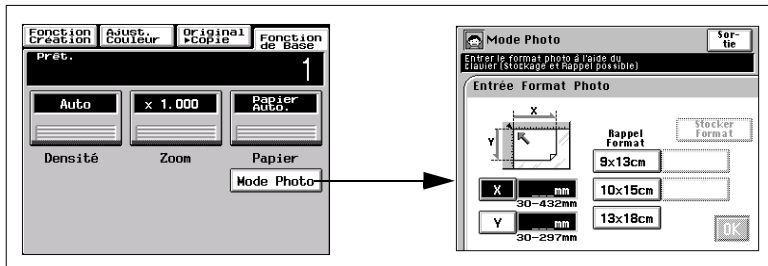 Fonction Création
Ajust. Couleur
Original ▸Copie
Fonction de Base
Prêt.
1
Auto
x 1.000
Papier Auto.
Densité
Zoom
Papier
Mode Photo
Mode Photo
Sor-
tie
Entrer le format photo à l'aide du
clavier (Stockage et Rappel possible)
Entrée Format Photo
X
Y
Rappel
Format
Stocker
Format
9x13cm
X
__mm
10x15cm
30-432mm
13x18cm
Y
__mm
OK
30-297mm